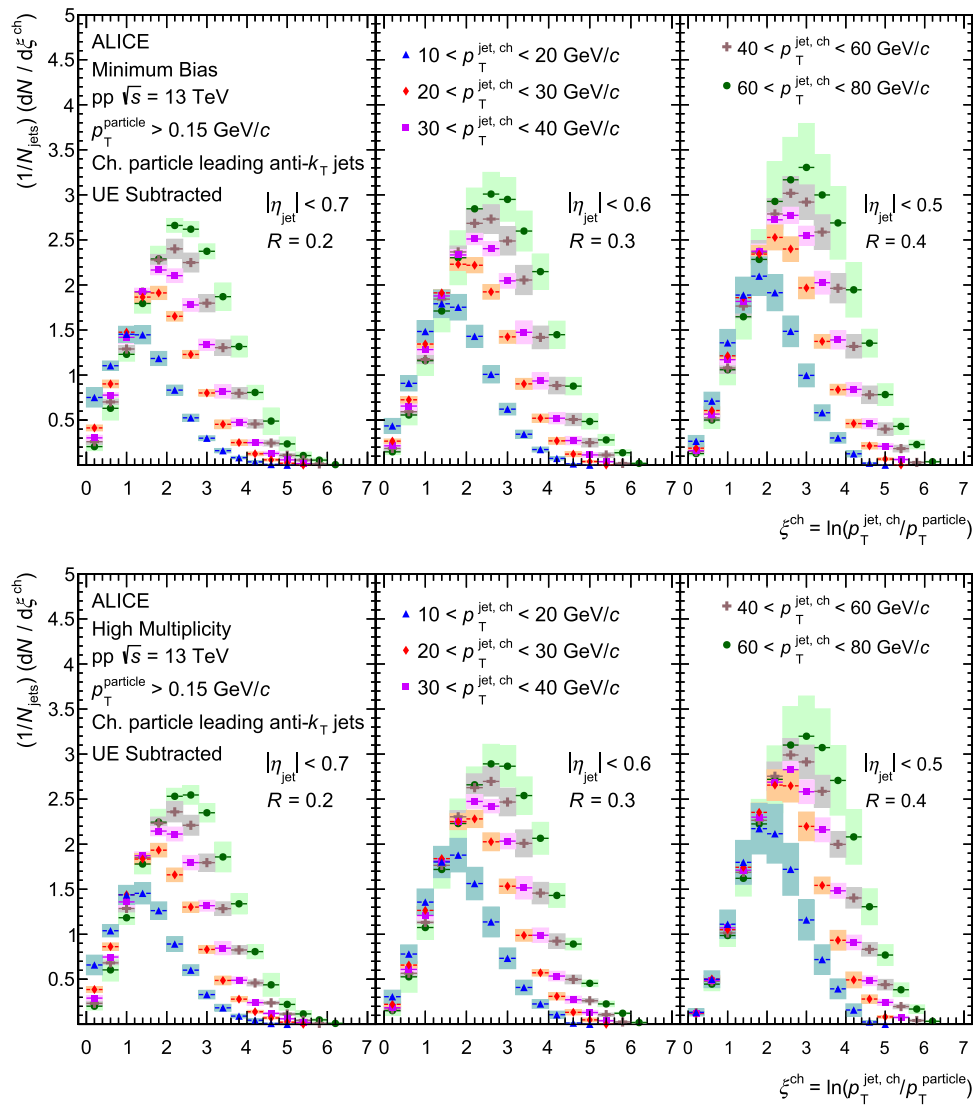 (1/N_jets) (dN / dξ^ch)
5
4.5
4
3.5
3
2.5
2
1.5
1
0.5
ALICE
Minimum Bias
pp √s = 13 TeV
p_T^particle > 0.15 GeV/c
Ch. particle leading anti-k_T jets
UE Subtracted
|η_jet| < 0.7
R = 0.2
10 < p_T^jet, ch < 20 GeV/c
20 < p_T^jet, ch < 30 GeV/c
30 < p_T^jet, ch < 40 GeV/c
|η_jet| < 0.6
R = 0.3
40 < p_T^jet, ch < 60 GeV/c
60 < p_T^jet, ch < 80 GeV/c
|η_jet| < 0.5
R = 0.4
0 1 2 3 4 5 6 7 0 1 2 3 4 5 6 7 0 1 2 3 4 5 6 7
ξ^ch = ln(p_T^jet, ch/p_T^particle)
(1/N_jets) (dN / dξ^ch)
5
4.5
4
3.5
3
2.5
2
1.5
1
0.5
ALICE
High Multiplicity
pp √s = 13 TeV
p_T^particle > 0.15 GeV/c
Ch. particle leading anti-k_T jets
UE Subtracted
|η_jet| < 0.7
R = 0.2
10 < p_T^jet, ch < 20 GeV/c
20 < p_T^jet, ch < 30 GeV/c
30 < p_T^jet, ch < 40 GeV/c
|η_jet| < 0.6
R = 0.3
40 < p_T^jet, ch < 60 GeV/c
60 < p_T^jet, ch < 80 GeV/c
|η_jet| < 0.5
R = 0.4
0 1 2 3 4 5 6 7 0 1 2 3 4 5 6 7 0 1 2 3 4 5 6 7
ξ^ch = ln(p_T^jet, ch/p_T^particle)